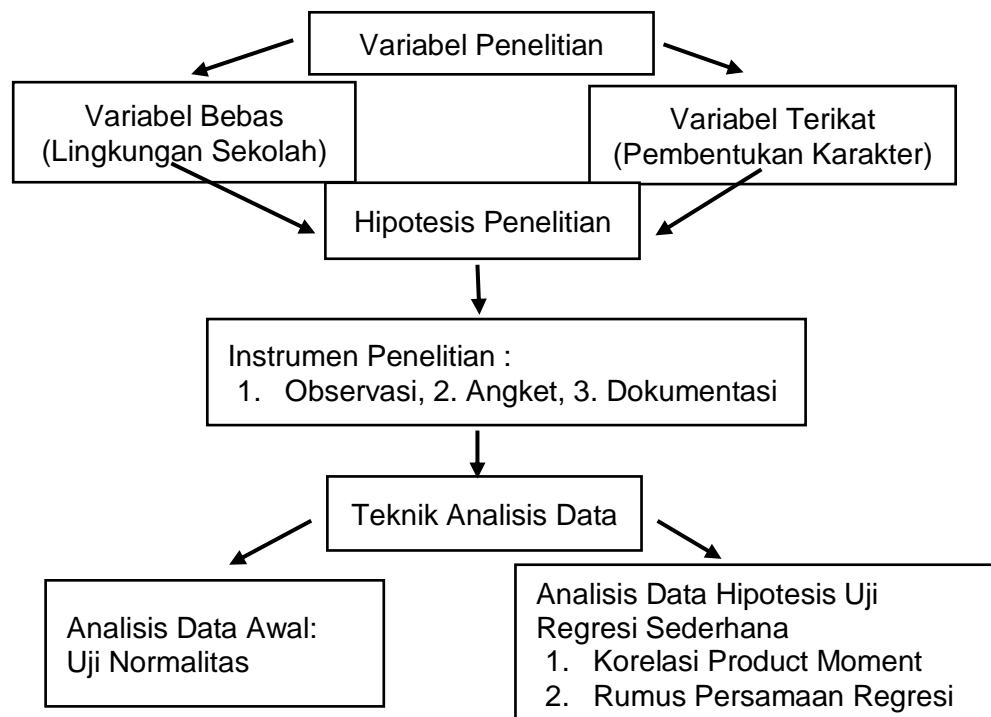 Variabel Penelitian
Variabel Bebas
(Lingkungan Sekolah)
Variabel Terikat
(Pembentukan Karakter)
Hipotesis Penelitian
Instrumen Penelitian :
1. Observasi, 2. Angket, 3. Dokumentasi
Teknik Analisis Data
Analisis Data Awal:
Uji Normalitas
Analisis Data Hipotesis Uji
Regresi Sederhana
1. Korelasi Product Moment
2. Rumus Persamaan Regresi